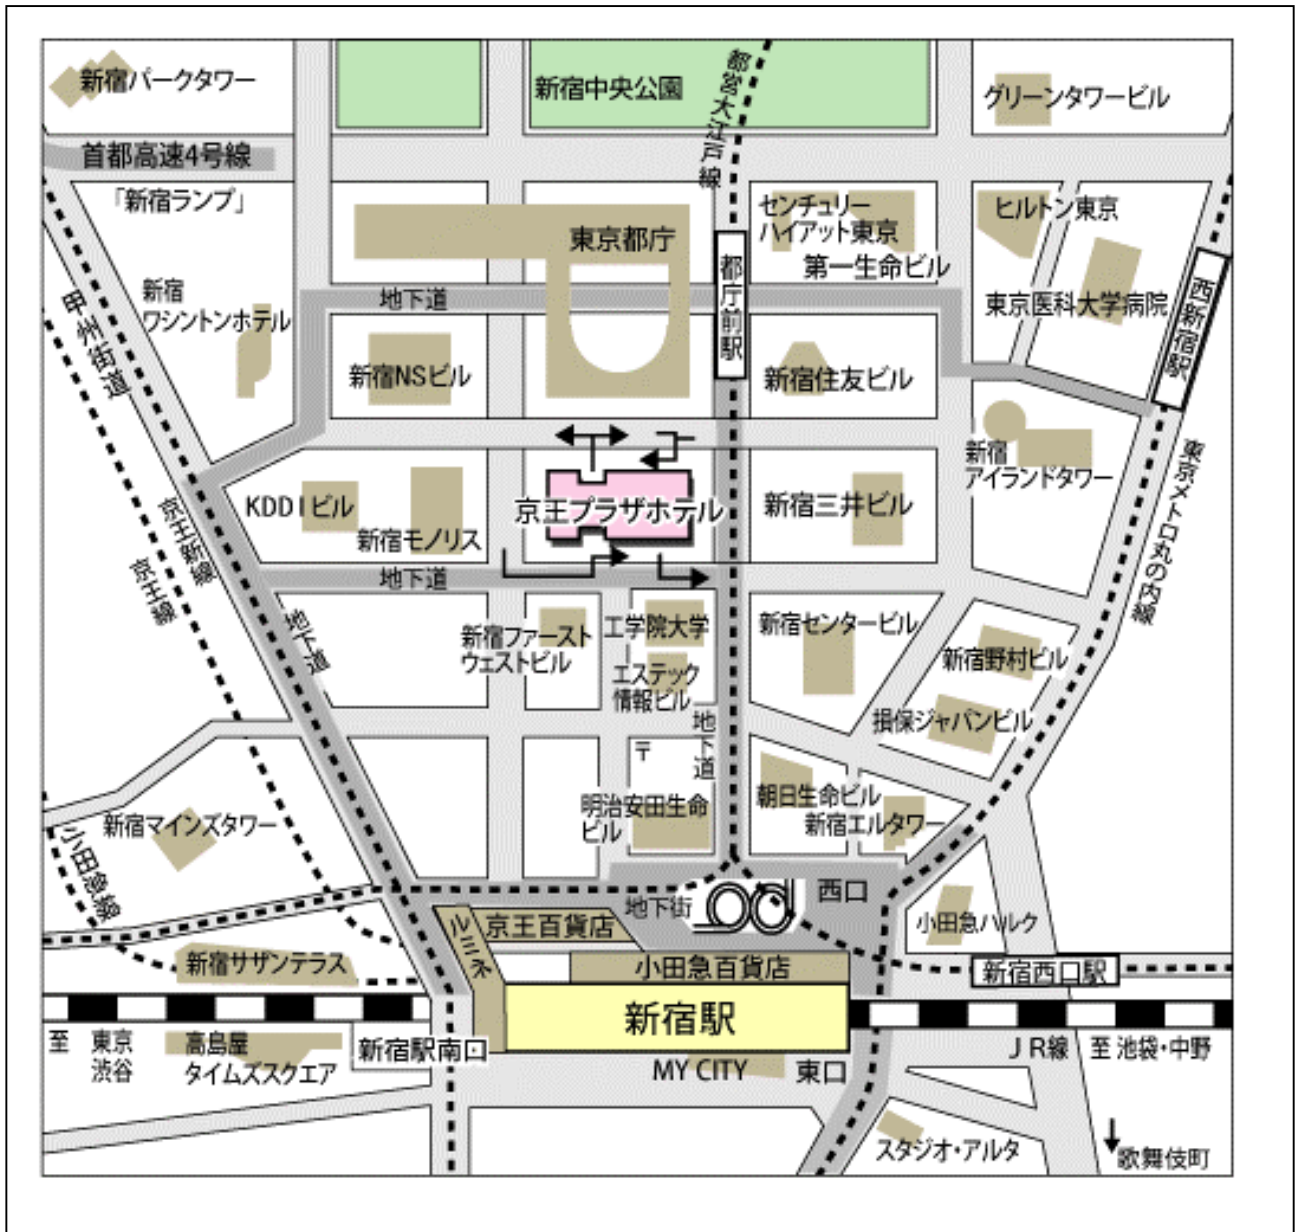 新宿パークタワー
新宿中央公園
都営大江戸線
グリーンタワービル
首都高速4号線
「新宿ランプ」
東京都庁
センチュリー
ハイアット東京
第一生命ビル
ヒルトン東京
東京医科大学病院
西新宿駅
都庁前駅
新宿
ワシントンホテル
地下道
甲州街道
新宿NSビル
新宿住友ビル
新宿
アイランドタワー
東京メトロ丸の内線
KDDIビル
新宿モノリス
京王プラザホテル
新宿三井ビル
京王新線
京王線
地下道
地下道
新宿ファースト
ウェストビル
工学院大学
エステック
情報ビル
新宿センタービル
新宿野村ビル
損保ジャパンビル
地下道
〒
明治安田生命
ビル
朝日生命ビル
新宿エルタワー
新宿マインズタワー
小田急線
地下街
西口
小田急ハルク
ルミネ
京王百貨店
小田急百貨店
新宿サザンテラス
新宿西口駅
新宿駅
至 東京
渋谷
高島屋
タイムズスクエア
新宿駅南口
MY CITY
東口
JR線
至 池袋・中野
スタジオ・アルタ
歌舞伎町